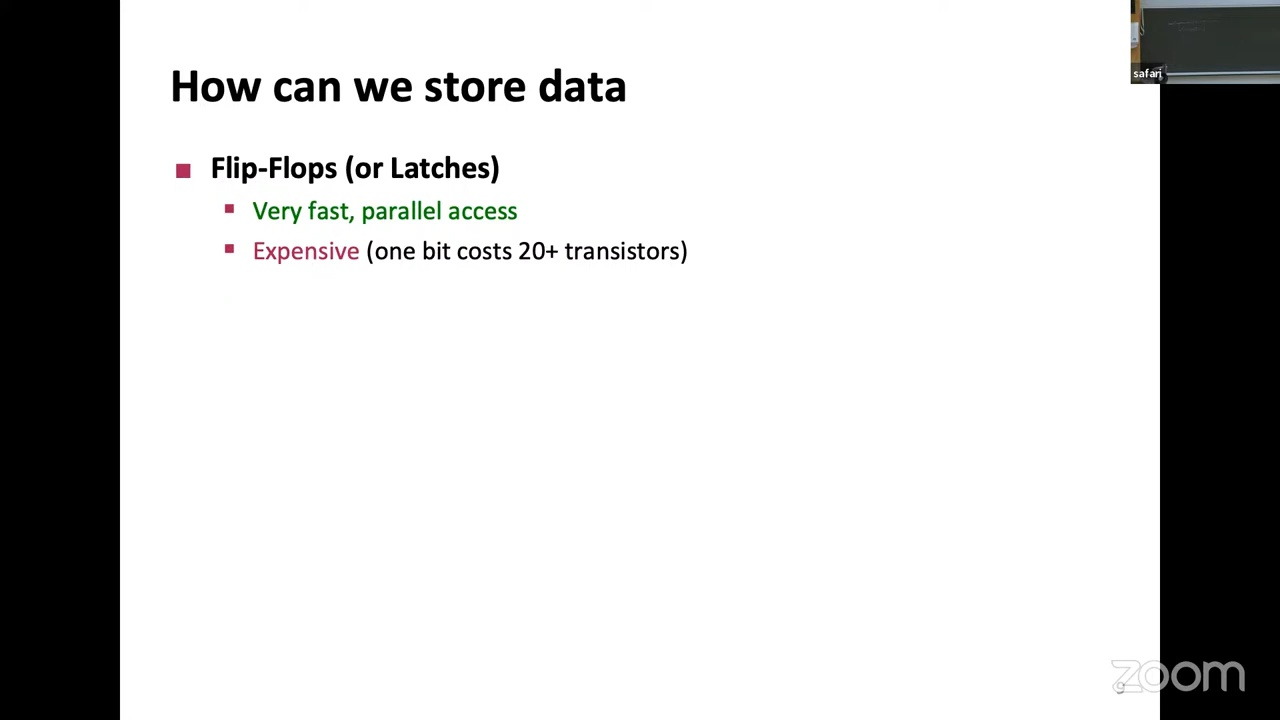 How can we store data
safari
Flip-Flops (or Latches)
Very fast, parallel access
Expensive (one bit costs 20+ transistors)
zoom